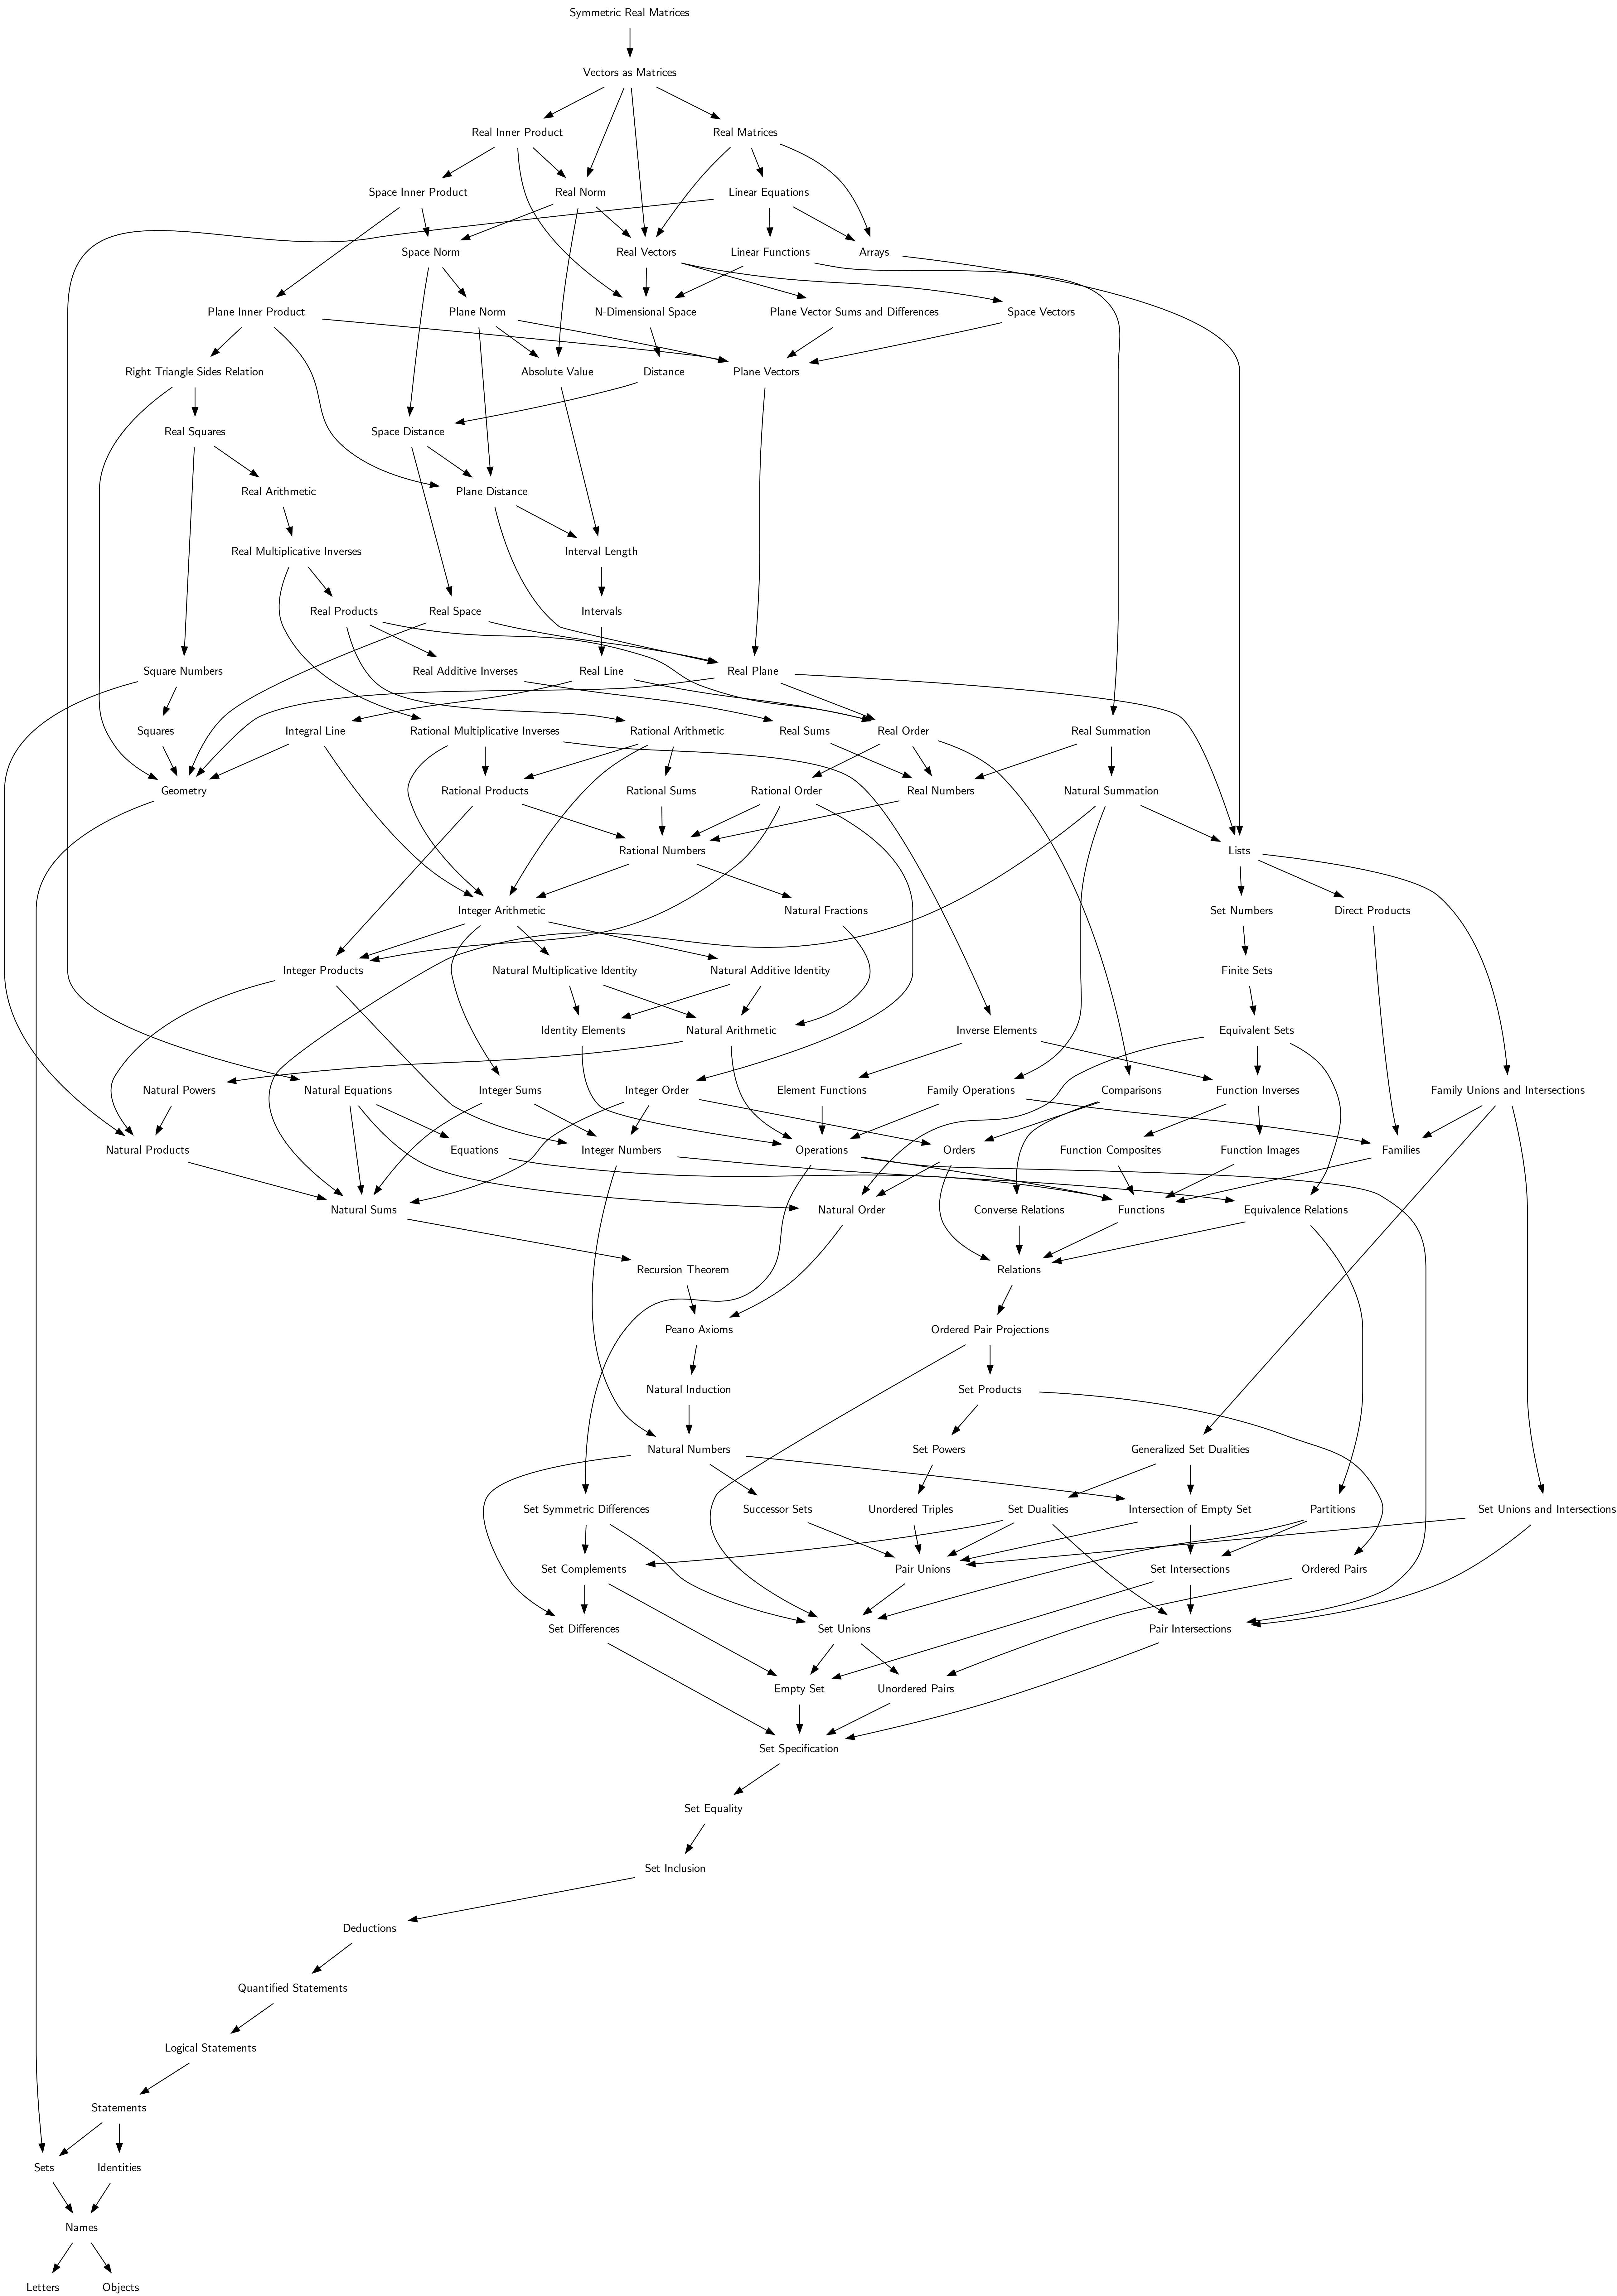 Symmetric Real Matrices
Vectors as Matrices
Real Inner Product
Real Matrices
Space Inner Product
Real Norm
Linear Equations
Space Norm
Real Vectors
Linear Functions
Arrays
Plane Inner Product
Plane Norm
N-Dimensional Space
Plane Vector Sums and Differences
Space Vectors
Right Triangle Sides Relation
Absolute Value
Distance
Plane Vectors
Real Squares
Space Distance
Real Arithmetic
Plane Distance
Real Multiplicative Inverses
Interval Length
Real Products
Real Space
Intervals
Square Numbers
Real Additive Inverses
Real Line
Real Plane
Squares
Integral Line
Rational Multiplicative Inverses
Rational Arithmetic
Real Sums
Real Order
Real Summation
Geometry
Rational Products
Rational Sums
Rational Order
Real Numbers
Natural Summation
Rational Numbers
Lists
Integer Arithmetic
Natural Fractions
Set Numbers
Direct Products
Integer Products
Natural Multiplicative Identity
Natural Additive Identity
Finite Sets
Identity Elements
Natural Arithmetic
Inverse Elements
Equivalent Sets
Natural Powers
Natural Equations
Integer Sums
Integer Order
Element Functions
Family Operations
Comparisons
Function Inverses
Family Unions and Intersections
Natural Products
Equations
Integer Numbers
Operations
Orders
Function Composites
Function Images
Families
Natural Sums
Natural Order
Converse Relations
Functions
Equivalence Relations
Recursion Theorem
Relations
Peano Axioms
Ordered Pair Projections
Natural Induction
Set Products
Natural Numbers
Set Powers
Generalized Set Dualities
Set Symmetric Differences
Successor Sets
Unordered Triples
Set Dualities
Intersection of Empty Set
Partitions
Set Unions and Intersections
Set Complements
Pair Unions
Set Intersections
Ordered Pairs
Set Differences
Set Unions
Pair Intersections
Empty Set
Unordered Pairs
Set Specification
Set Equality
Set Inclusion
Deductions
Quantified Statements
Logical Statements
Statements
Sets
Identities
Names
Letters
Objects